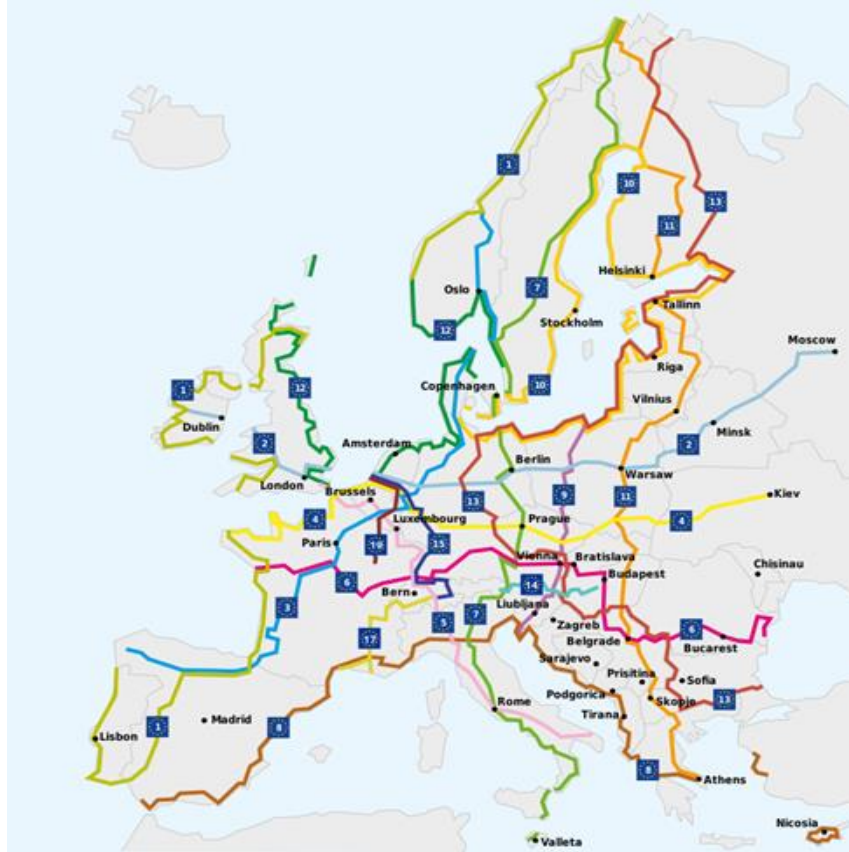 1
10
13
11
Helsinki
Oslo
7
Tallinn
Stockholm
12
Moscow
Riga
1
12
Copenhagen
10
Vilnius
Dublin
Minsk
2
2
Amsterdam
Berlin
Warsaw
London
Brussels
13
9
11
Kiev
4
Luxembourg
Prague
4
Paris
19
15
Vienna
Bratislava
Chisinau
6
Budapest
14
Bern
3
Liubljana
7
5
Zagreb
6
17
Belgrade
Bucarest
Sarajevo
Prisitina
Sofia
Podgorica
Rome
Skopje
13
Tirana
Lisbon
1
Madrid
8
8
Athens
Nicosia
Valleta